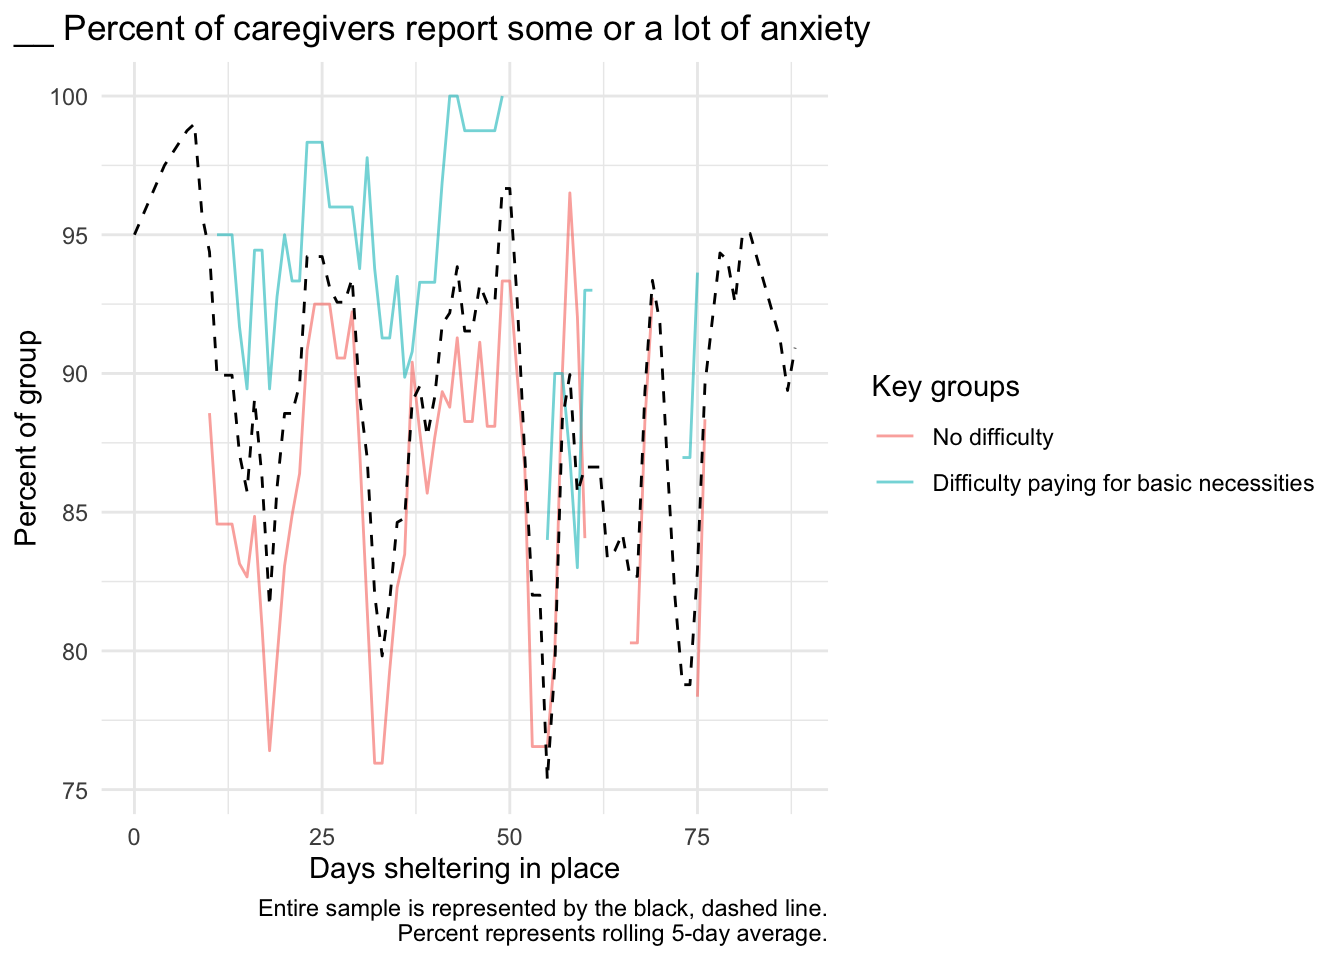 __ Percent of caregivers report some or a lot of anxiety
100
95
90
85
80
75
Percent of group
0 25 50 75
Days sheltering in place
Key groups
No difficulty
Difficulty paying for basic necessities
Entire sample is represented by the black, dashed line.
Percent represents rolling 5-day average.